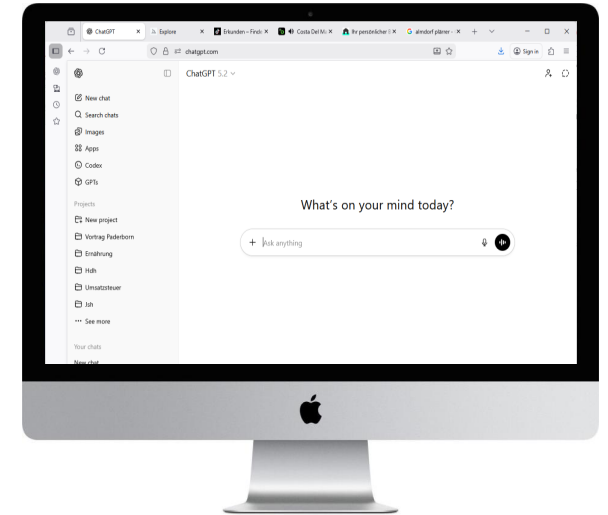 ChatGPT
Explore
Erkunden – Finde
Costa Del M
Ihr persönlicher
chatgpt.com
Sign in
ChatGPT 5.2
New chat
Search chats
Images
Apps
Codex
GPTs
Projects
New project
Vortrag Paderborn
Ernährung
Hdh
Umsatzsteuer
Jsh
See more
Your chats
New chat
What's on your mind today?
Ask anything